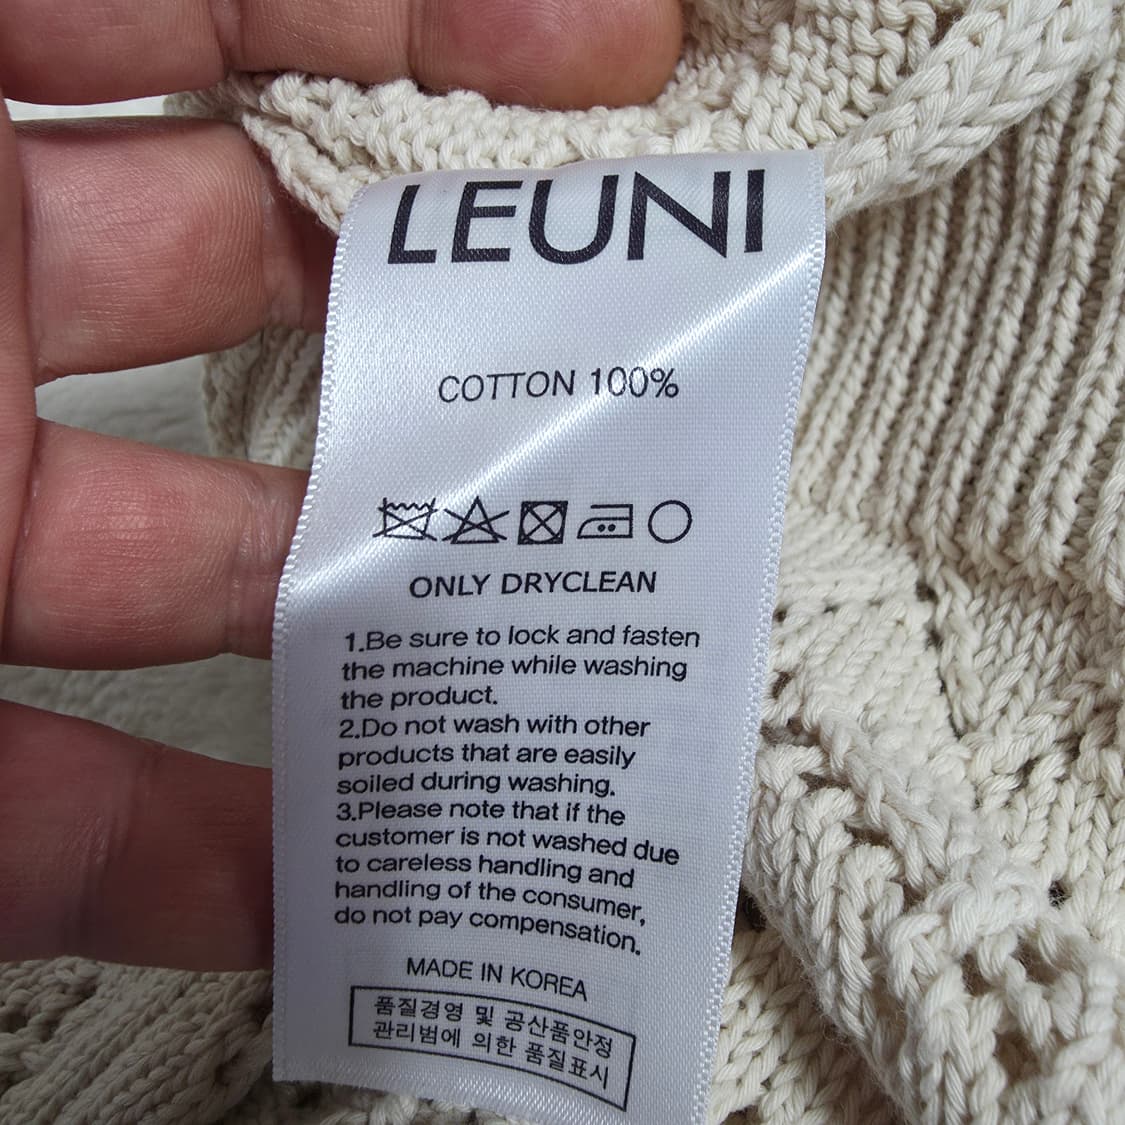 LEUNI
COTTON 100%
ONLY DRYCLEAN
1.Be sure to lock and fasten
the machine while washing
the product.
2.Do not wash with other
products that are easily
soiled during washing.
3.Please note that if the
customer is not washed due
to careless handling and
handling of the consumer,
do not pay compensation.
MADE IN KOREA
품질경영 및 공산품안정
관리범에 의한 품질표시